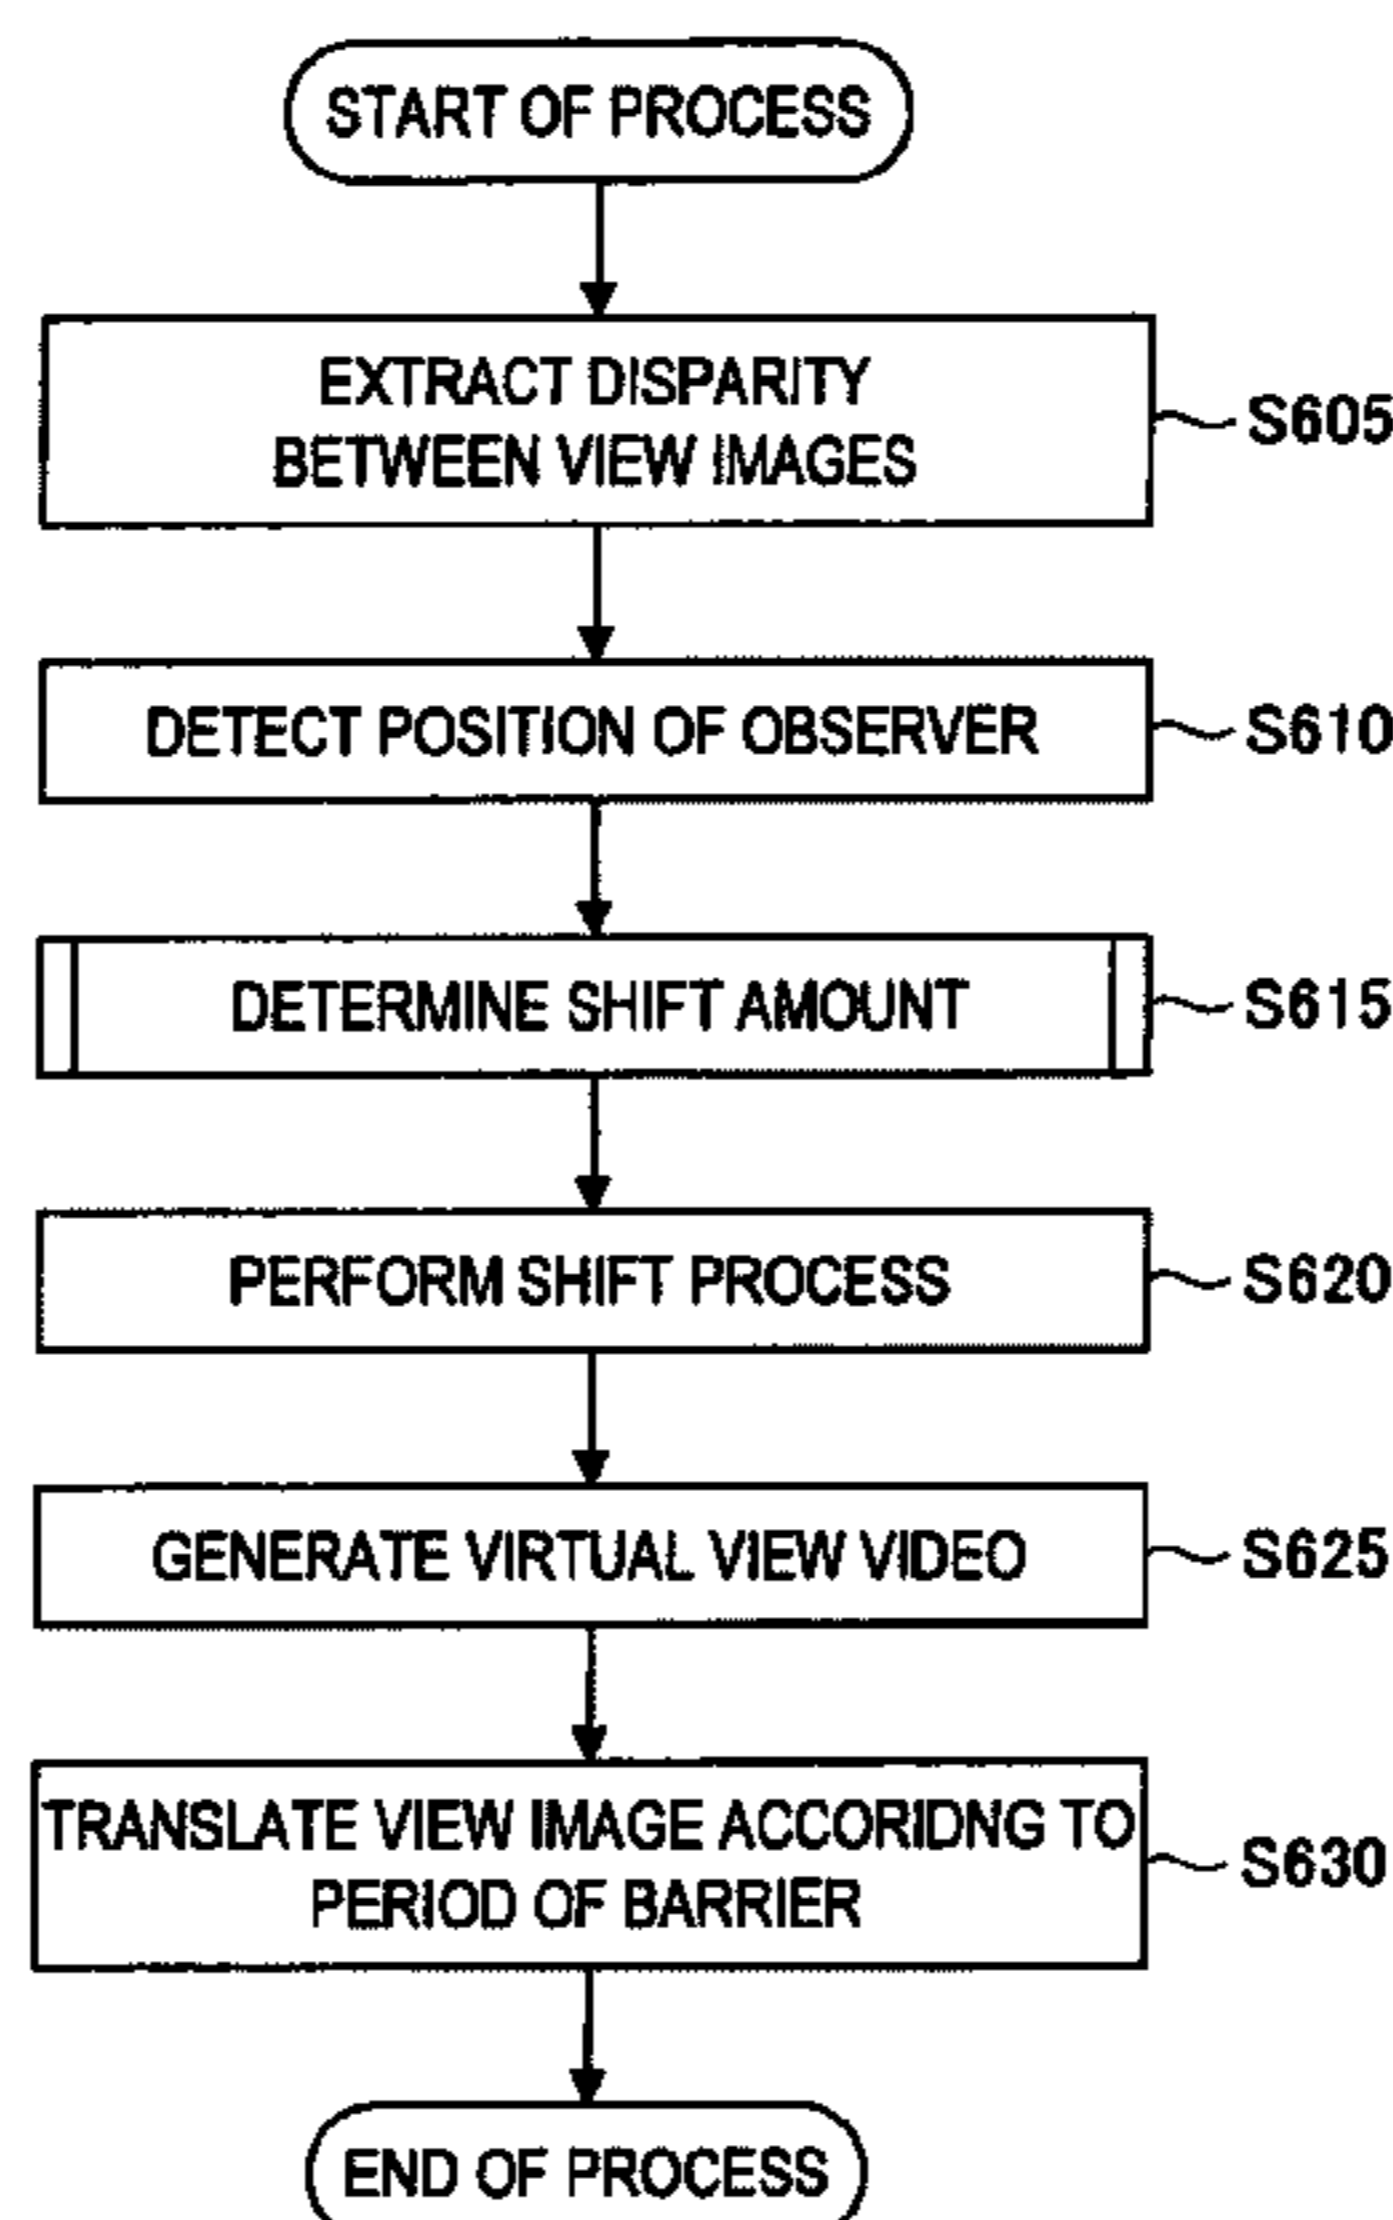 START OF PROCESS
EXTRACT DISPARITY
BETWEEN VIEW IMAGES
S605
DETECT POSITION OF OBSERVER
S610
DETERMINE SHIFT AMOUNT
S615
PERFORM SHIFT PROCESS
S620
GENERATE VIRTUAL VIEW VIDEO
S625
TRANSLATE VIEW IMAGE ACCORIDNG TO
PERIOD OF BARRIER
S630
END OF PROCESS